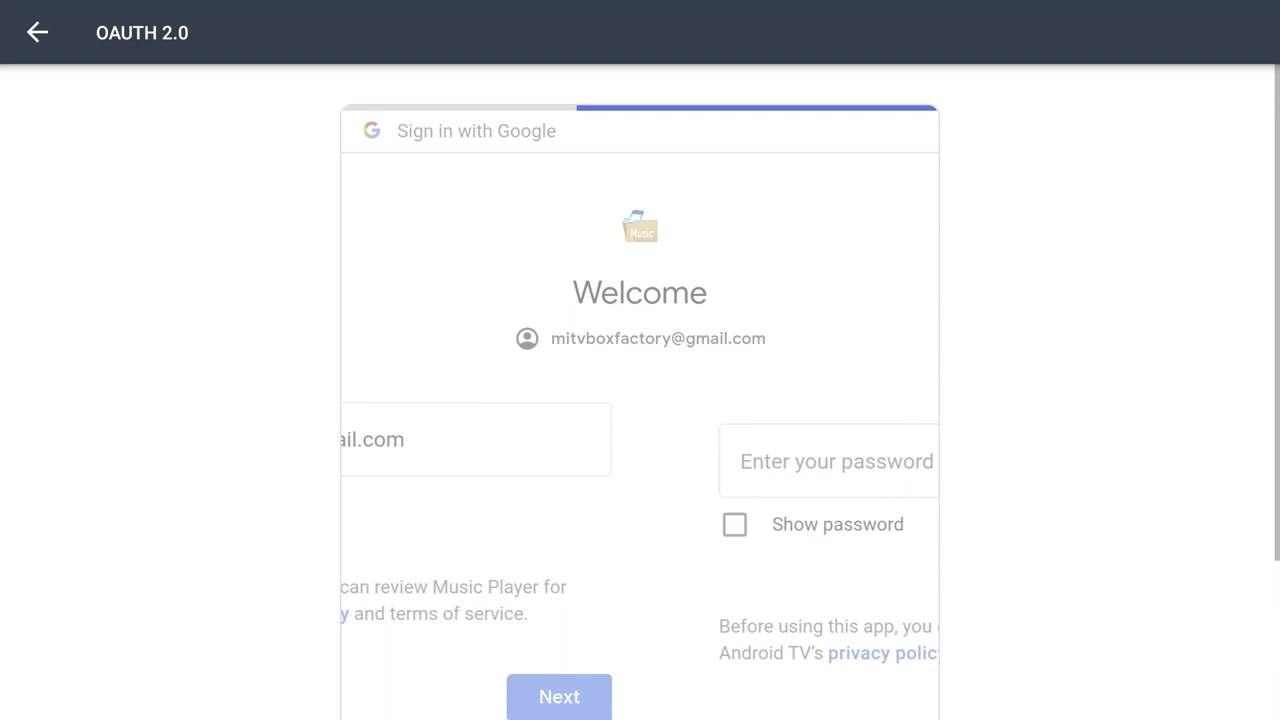 OAUTH 2.0
Sign in with Google
Music
Welcome
mitvboxfactory@gmail.com
ail.com
Enter your password
Show password
can review Music Player for
y and terms of service.
Before using this app, you
Android TV's privacy polic
Next